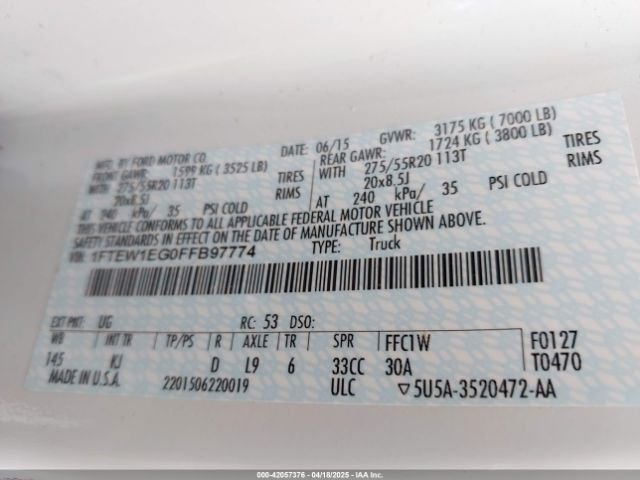 MFG. BY FORD MOTOR CO. DATE: 06/15 GVWR: 3175 KG ( 7000 LB)
FRONT GAWR: 1599 KG ( 3525 LB) REAR GAWR: 1724 KG ( 3800 LB)
WITH 275/55R20 113T TIRES WITH 275/55R20 113T TIRES
20x8.5J RIMS 20x8.5J RIMS
AT 240 kPa/ 35 PSI COLD AT 240 kPa/ 35 PSI COLD
THIS VEHICLE CONFORMS TO ALL APPLICABLE FEDERAL MOTOR VEHICLE
SAFETY STANDARDS IN EFFECT ON THE DATE OF MANUFACTURE SHOWN ABOVE.
VIN: 1FTEW1EG0FFB97774 TYPE: Truck
EXT PNT: UG RC: 53 DSO:
WB INT TR TP/PS R AXLE TR SPR FFC1W F0127
145 KJ D L9 6 33CC 30A T0470
MADE IN U.S.A. 2201506220019 ULC ▽5U5A-3520472-AA
000-42057376 - 04/18/2025 - IAAI.COM